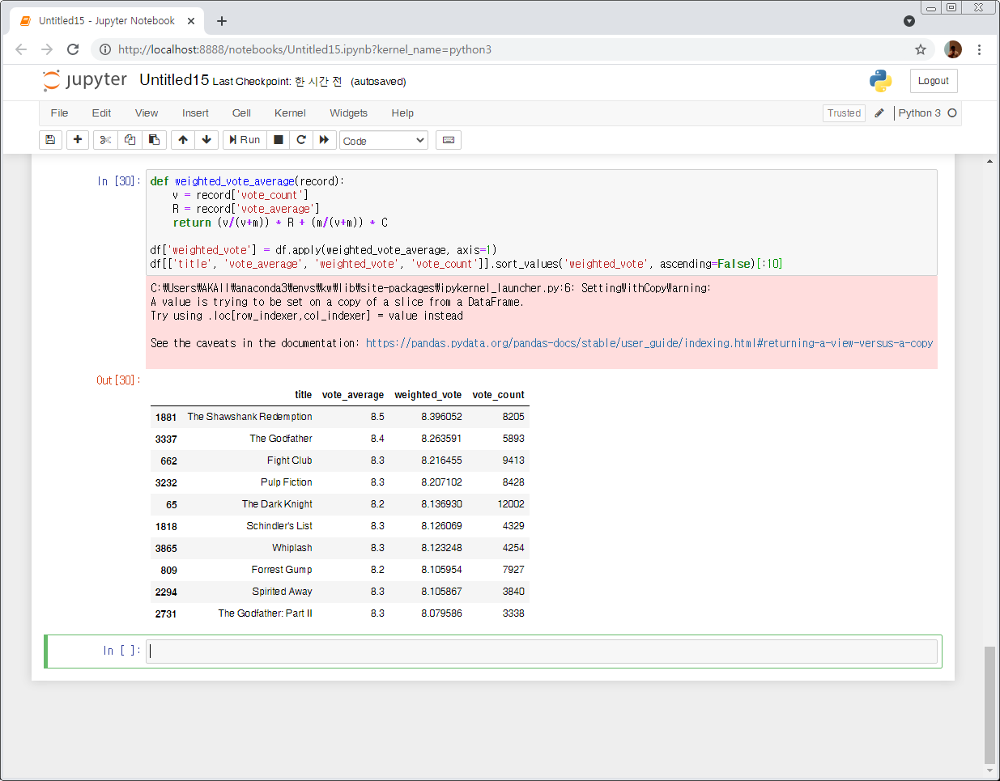 Untitled15 - Jupyter Notebook
http://localhost:8888/notebooks/Untitled15.ipynb?kernel_name=python3
jupyter Untitled15 Last Checkpoint: 한 시간 전 (autosaved) Logout
File Edit View Insert Cell Kernel Widgets Help Trusted Python 3
Run Code
In [30]: def weighted_vote_average(record):
v = record['vote_count']
R = record['vote_average']
return (v/(v+m)) * R + (m/(v+m)) * C
df['weighted_vote'] = df.apply(weighted_vote_average, axis=1)
df[['title', 'vote_average', 'weighted_vote', 'vote_count']].sort_values('weighted_vote', ascending=False)[:10]
C:₩Users₩AKAII₩anaconda3₩envs₩kw₩lib₩site-packages₩ipykernel_launcher.py:6: SettingWithCopyWarning:
A value is trying to be set on a copy of a slice from a DataFrame.
Try using .loc[row_indexer,col_indexer] = value instead
See the caveats in the documentation: https://pandas.pydata.org/pandas-docs/stable/user_guide/indexing.html#returning-a-view-versus-a-copy
Out[30]:
title vote_average weighted_vote vote_count
1881 The Shawshank Redemption 8.5 8.396052 8205
3337 The Godfather 8.4 8.263591 5893
662 Fight Club 8.3 8.216455 9413
3232 Pulp Fiction 8.3 8.207102 8428
65 The Dark Knight 8.2 8.136930 12002
1818 Schindler's List 8.3 8.126069 4329
3865 Whiplash 8.3 8.123248 4254
809 Forrest Gump 8.2 8.105954 7927
2294 Spirited Away 8.3 8.105867 3840
2731 The Godfather: Part II 8.3 8.079586 3338
In [ ]: